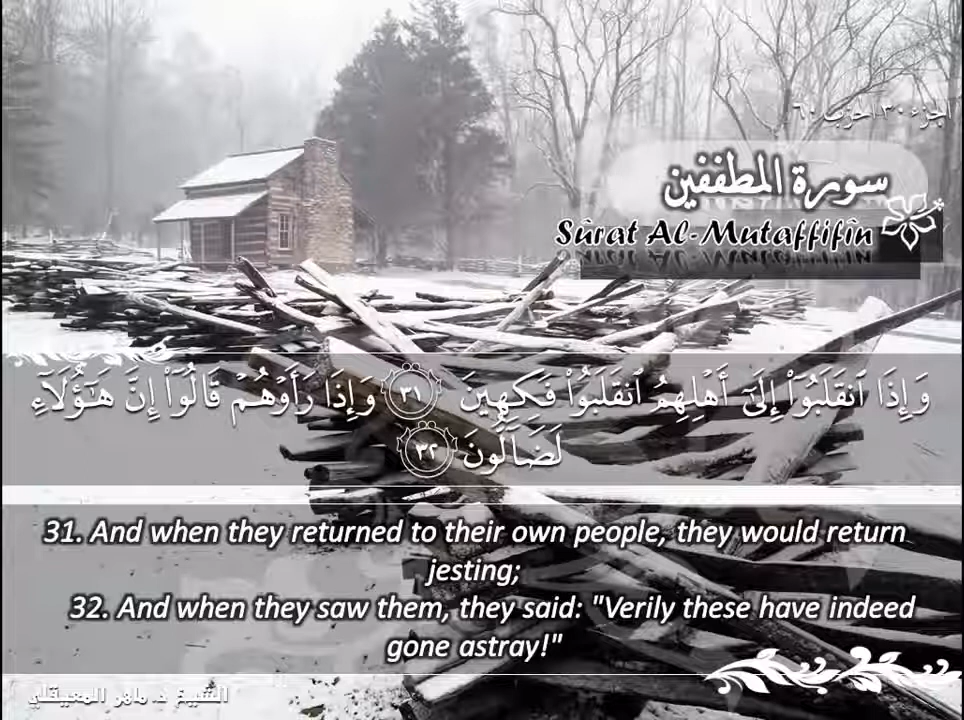 الجزء ٣٠ الحزب ٦٠
سورة المطففين
Sûrat Al-Mutaffifîn
وَإِذَا ٱنقَلَبُوٓا۟ إِلَىٰٓ أَهْلِهِمُ ٱنقَلَبُوا۟ فَكِهِينَ ٣١ وَإِذَا رَأَوْهُمْ قَالُوٓا۟ إِنَّ هَـٰٓؤُلَآءِ
لَضَآلُّونَ ٣٢
31. And when they returned to their own people, they would return
jesting;
32. And when they saw them, they said: "Verily these have indeed
gone astray!"
الشيخ د. ماهر المعيقلي